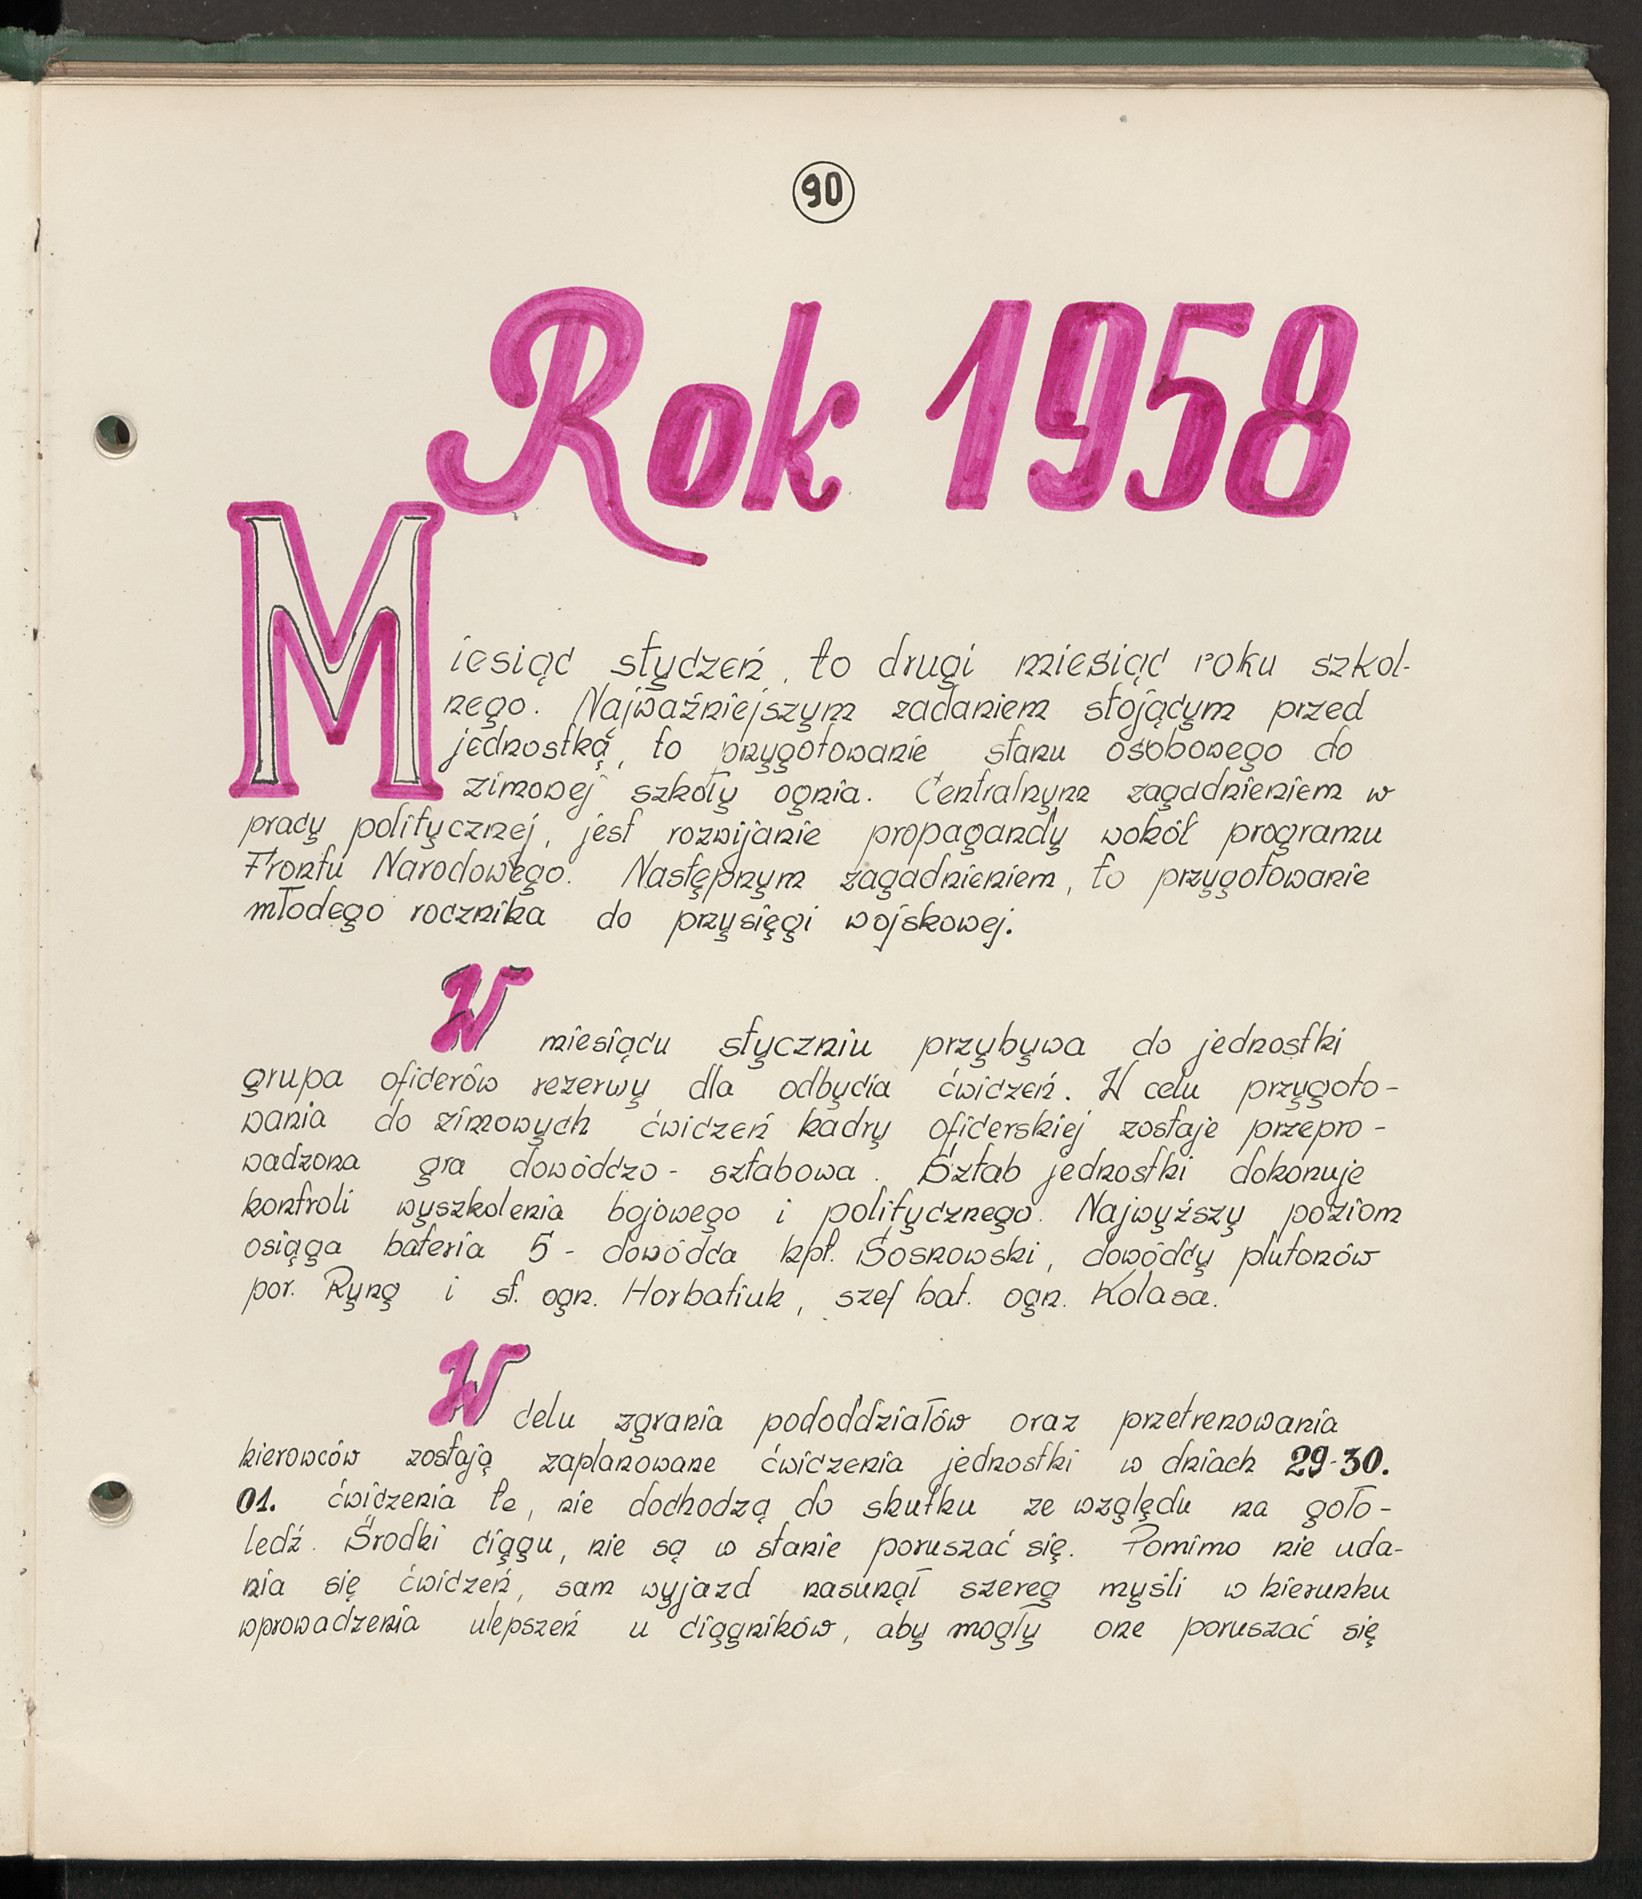 90
Rok 1958
Miesiąc styczeń, to drugi miesiąc roku szkol-
nego. Najważniejszym zadaniem stojącym przed
jednostką, to przygotowanie stanu osobowego do
zimowej szkoły ognia. Centralnym zagadnieniem w
pracy politycznej, jest rozwijanie propagandy wokół programu
Frontu Narodowego. Następnym zagadnieniem, to przygotowanie
młodego rocznika do przysięgi wojskowej.
W miesiącu styczniu przybywa do jednostki
grupa oficerów rezerwy dla odbycia ćwiczeń. W celu przygoto-
wania do zimowych ćwiczeń kadry oficerskiej zostaje przepro-
wadzona gra dowódczo-sztabowa. Sztab jednostki dokonuje
kontroli wyszkolenia bojowego i politycznego. Najwyższy poziom
osiąga bateria 5 - dowódca kpt. Sosnowski, dowódcy plutonów
por. Ryng i st. ogn. Horbatiuk, szef bat. ogn. Kolasa.
W celu zgrania pododdziałów oraz przetrenowania
kierowców zostają zaplanowane ćwiczenia jednostki w dniach 29-30.
01. ćwiczenia te, nie dochodzą do skutku ze względu na goło-
ledź. Środki ciągu, nie są w stanie poruszać się. Pomimo nie uda-
nia się ćwiczeń, sam wyjazd nasunął szereg myśli w kierunku
wprowadzenia ulepszeń u ciągników, aby mogły one poruszać się